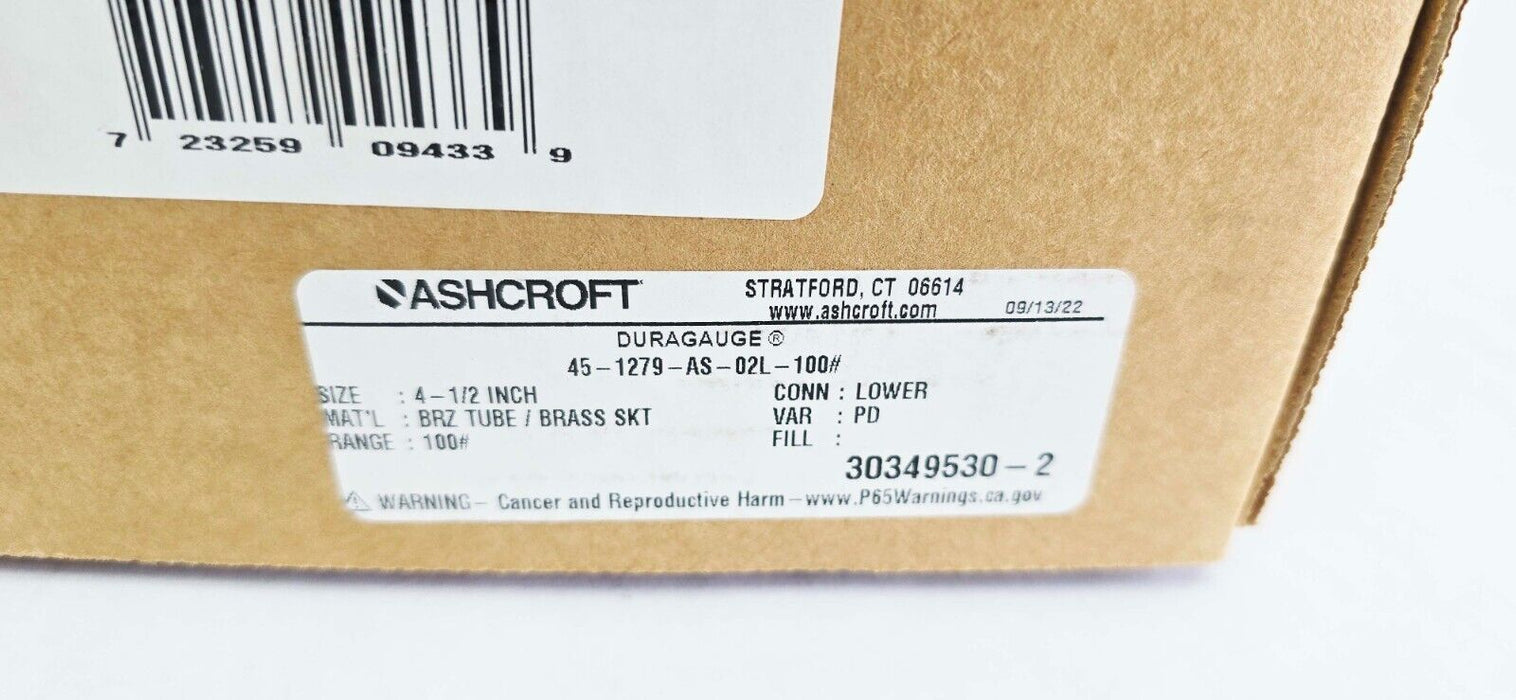 7 23259 09433 9
ASHCROFT STRATFORD, CT 06614
www.ashcroft.com 09/13/22
DURAGAUGE ®
45-1279-AS-02L-100#
SIZE : 4-1/2 INCH CONN : LOWER
MAT'L : BRZ TUBE / BRASS SKT VAR : PD
RANGE : 100# FILL :
30349530-2
⚠ WARNING- Cancer and Reproductive Harm-www.P65Warnings.ca.gov